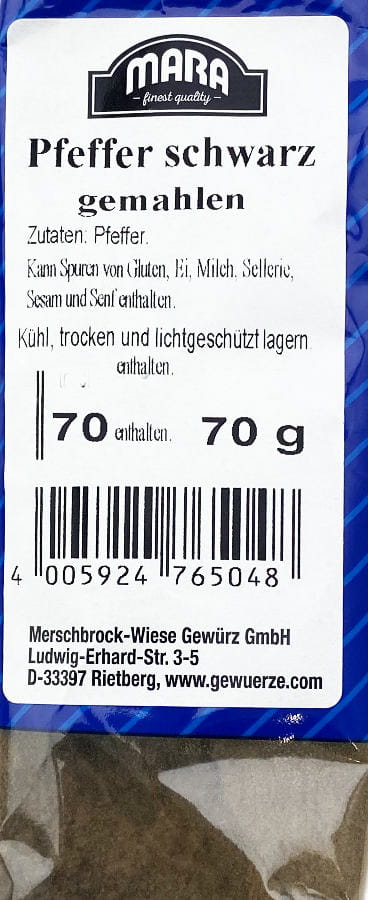 MARA
finest quality
Pfeffer schwarz
gemahlen
Zutaten: Pfeffer.
Kann Spuren von Gluten, Ei, Milch, Sellerie,
Sesam und Senf enthalten.
Kühl, trocken und lichtgeschützt lagern.
enthalten.
70 enthalten. 70 g
4 005924 765048
Merschbrock-Wiese Gewürz GmbH
Ludwig-Erhard-Str. 3-5
D-33397 Rietberg, www.gewuerze.com